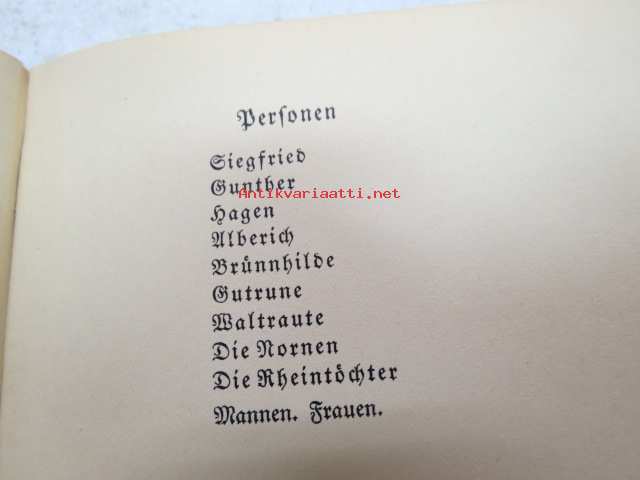 Personen
Siegfried
Gunther
Antikvariaatti.net
Hagen
Alberich
Brünnhilde
Gutrune
Waltraute
Die Nornen
Die Rheintöchter
Mannen. Frauen.